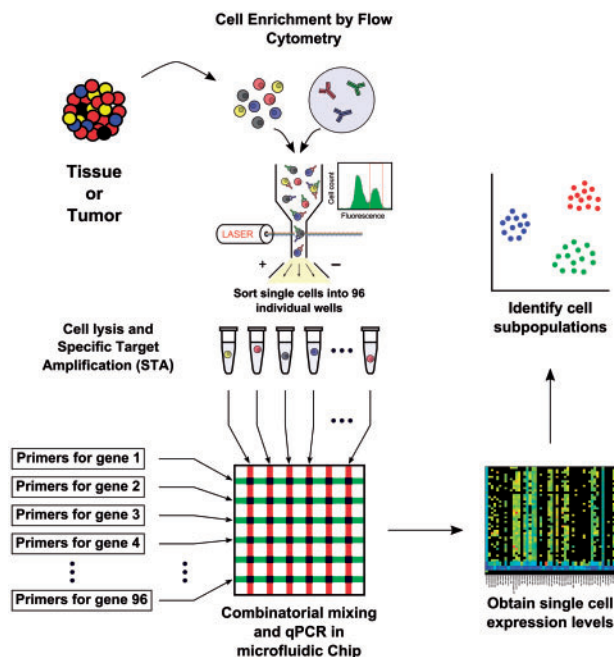 Cell Enrichment by Flow
Cytometry
Tissue
or
Tumor
Cell count
Fluorescence
LASER
+
–
Sort single cells into 96
individual wells
Cell lysis and
Specific Target
Amplification (STA)
Primers for gene 1
Primers for gene 2
Primers for gene 3
Primers for gene 4
Primers for gene 96
Combinatorial mixing
and qPCR in
microfluidic Chip
Obtain single cell
expression levels
Identify cell
subpopulations